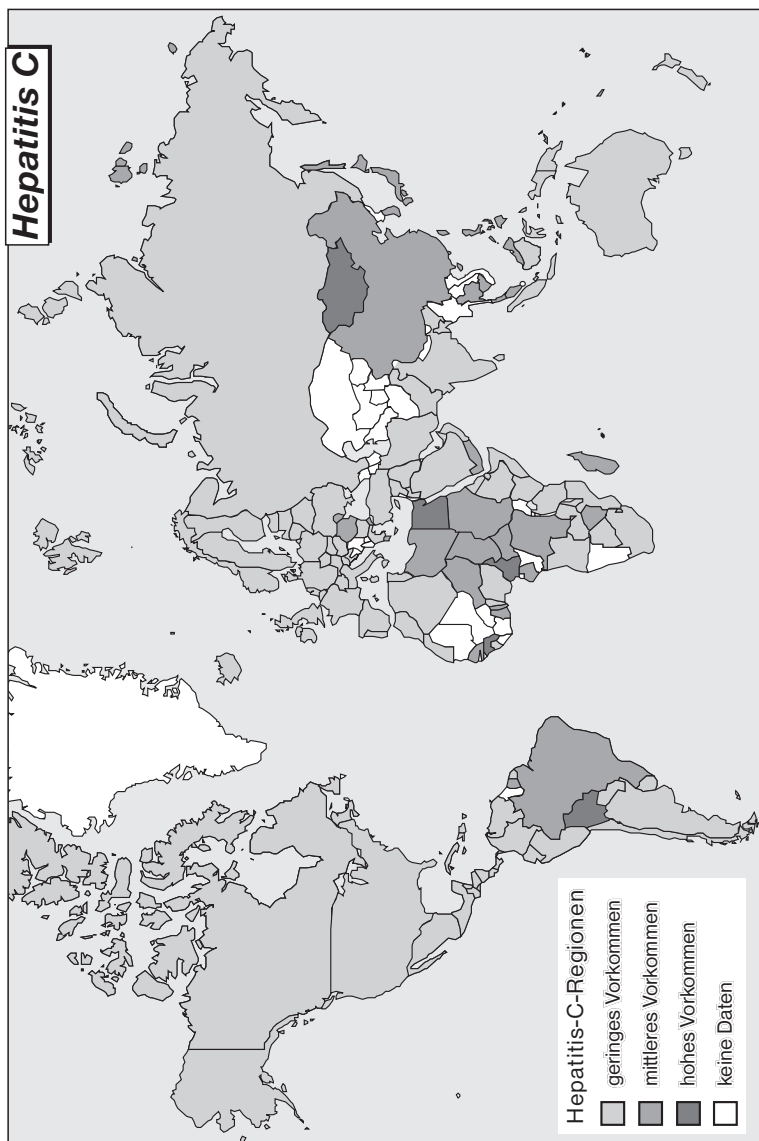 Hepatitis C
Hepatitis-C-Regionen
geringes Vorkommen
mittleres Vorkommen
hohes Vorkommen
keine Daten